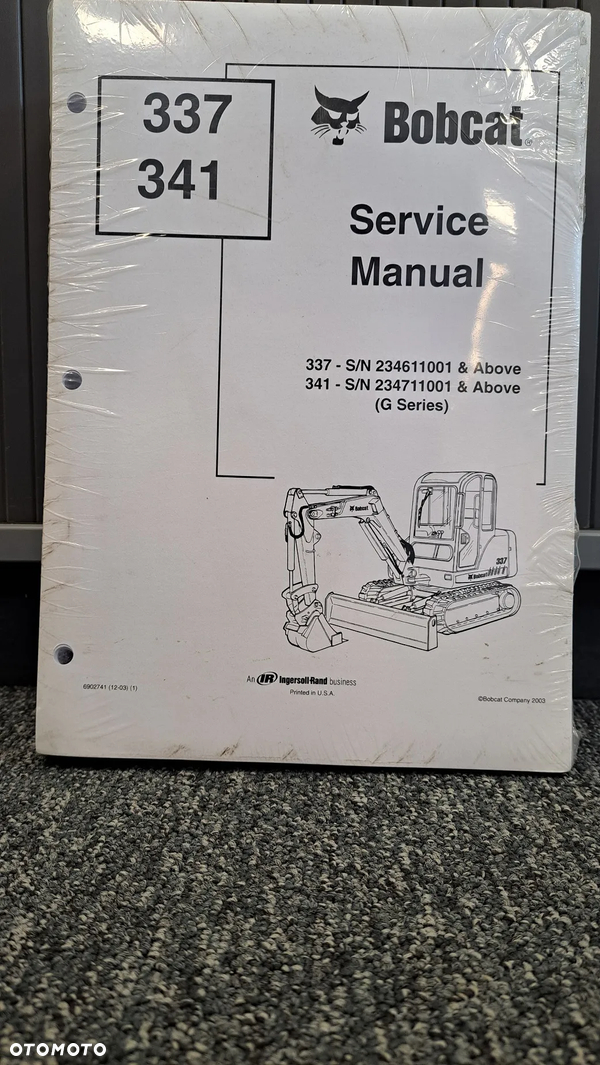 337
341
Bobcat
Service
Manual
337 - S/N 234611001 & Above
341 - S/N 234711001 & Above
(G Series)
Bobcat
337
Bobcat
An IR Ingersoll-Rand business
Printed in U.S.A.
6902741 (12-03) (1)
©Bobcat Company 2003
OTOMOTO